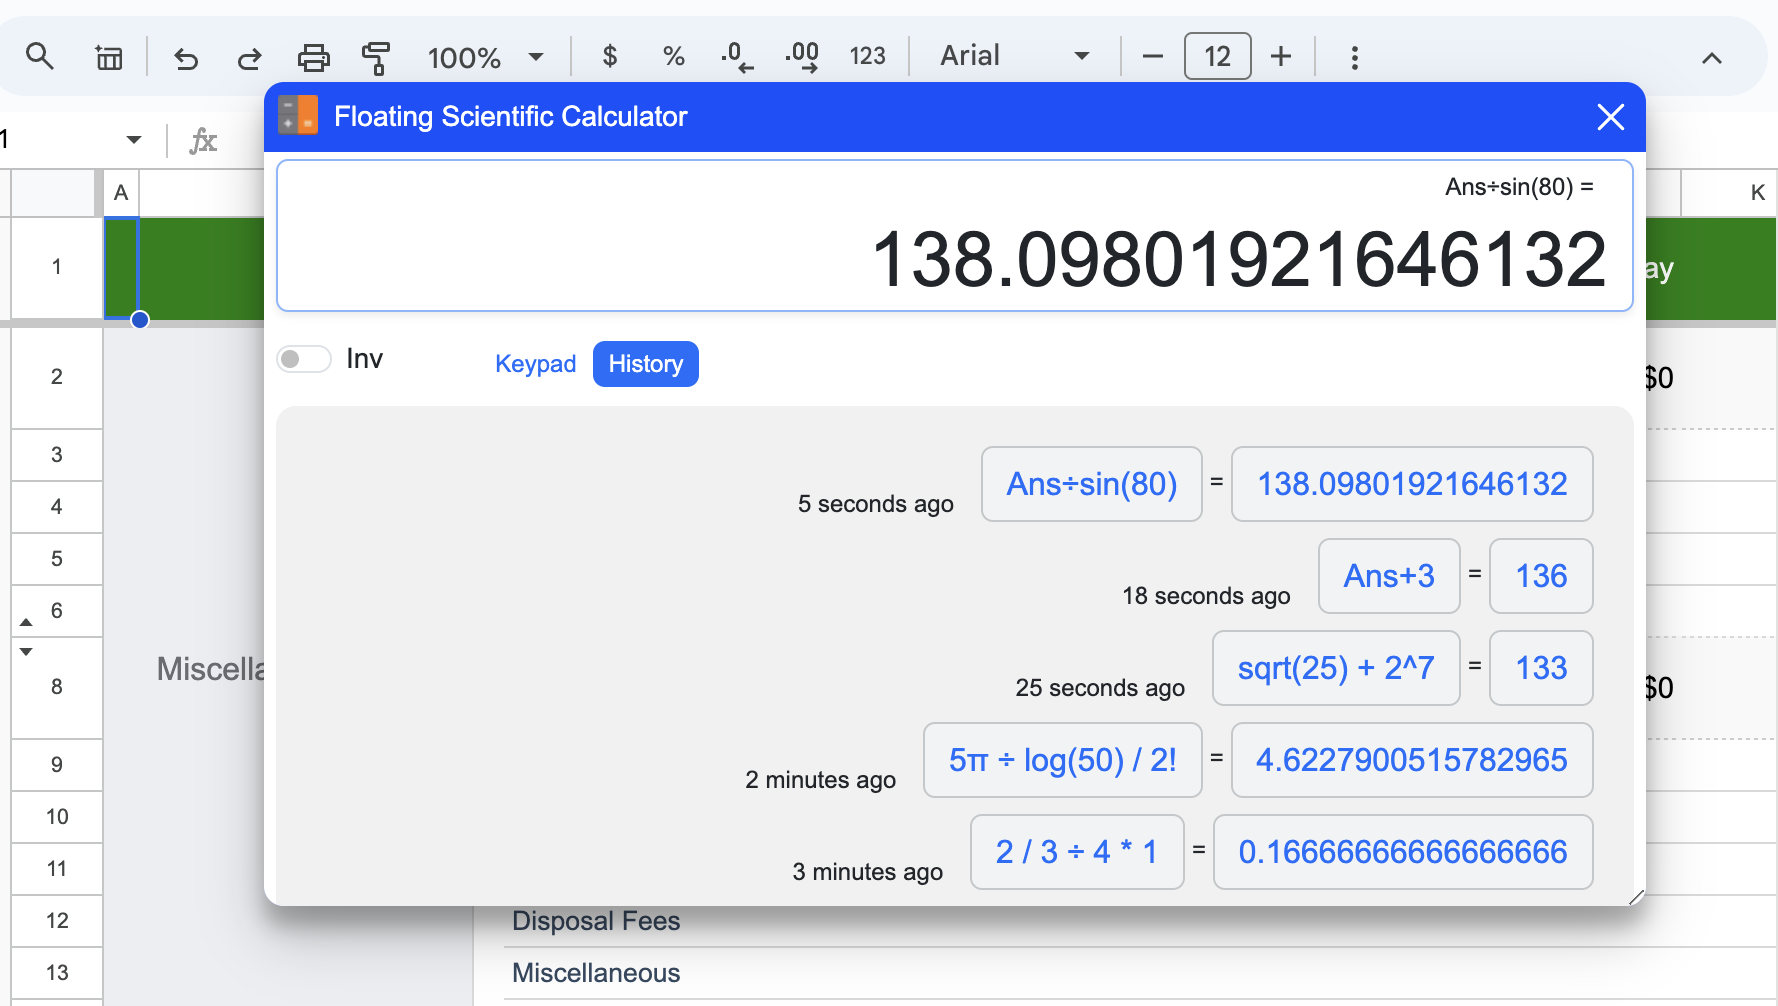 100%
$ % .0 .00 123
Arial
12
1
fx
Floating Scientific Calculator
Ans÷sin(80) =
138.09801921646132
Inv
Keypad
History
5 seconds ago Ans÷sin(80) = 138.09801921646132
18 seconds ago Ans+3 = 136
25 seconds ago sqrt(25) + 2^7 = 133
2 minutes ago 5π ÷ log(50) / 2! = 4.6227900515782965
3 minutes ago 2 / 3 ÷ 4 * 1 = 0.16666666666666666
A
K
1
ay
2
$0
3
4
5
6
Miscella
8
$0
9
10
11
12
Disposal Fees
13
Miscellaneous